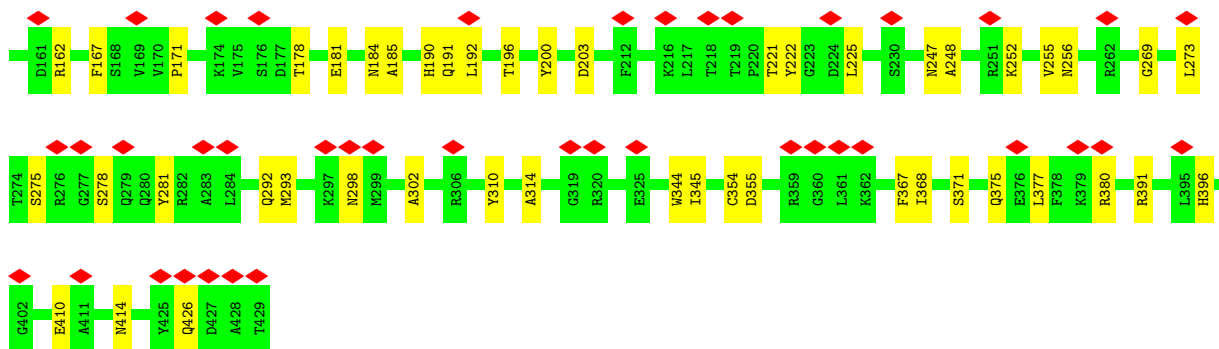 D161 R162 F167 S168 V169 V170 P171 K174 V175 S176 D177 T178 E181 N184 A185 H190 Q191 L192 T196 Y200 D203 F212 K216 L217 T218 T219 P220 T221 Y222 G223 D224 L225 S230 N247 A248 R251 K252 V255 N256 R262 G269 L273
T274 S275 R276 G277 S278 Q279 Q280 Y281 R282 A283 L284 Q292 M293 K297 N298 M299 A302 R306 Y310 A314 G319 R320 E325 W344 I345 C354 D355 R359 G360 L361 K362 F367 I368 S371 Q375 E376 L377 F378 K379 R380 R391 L395 H396
G402 E410 A411 N414 Y425 Q426 D427 A428 T429